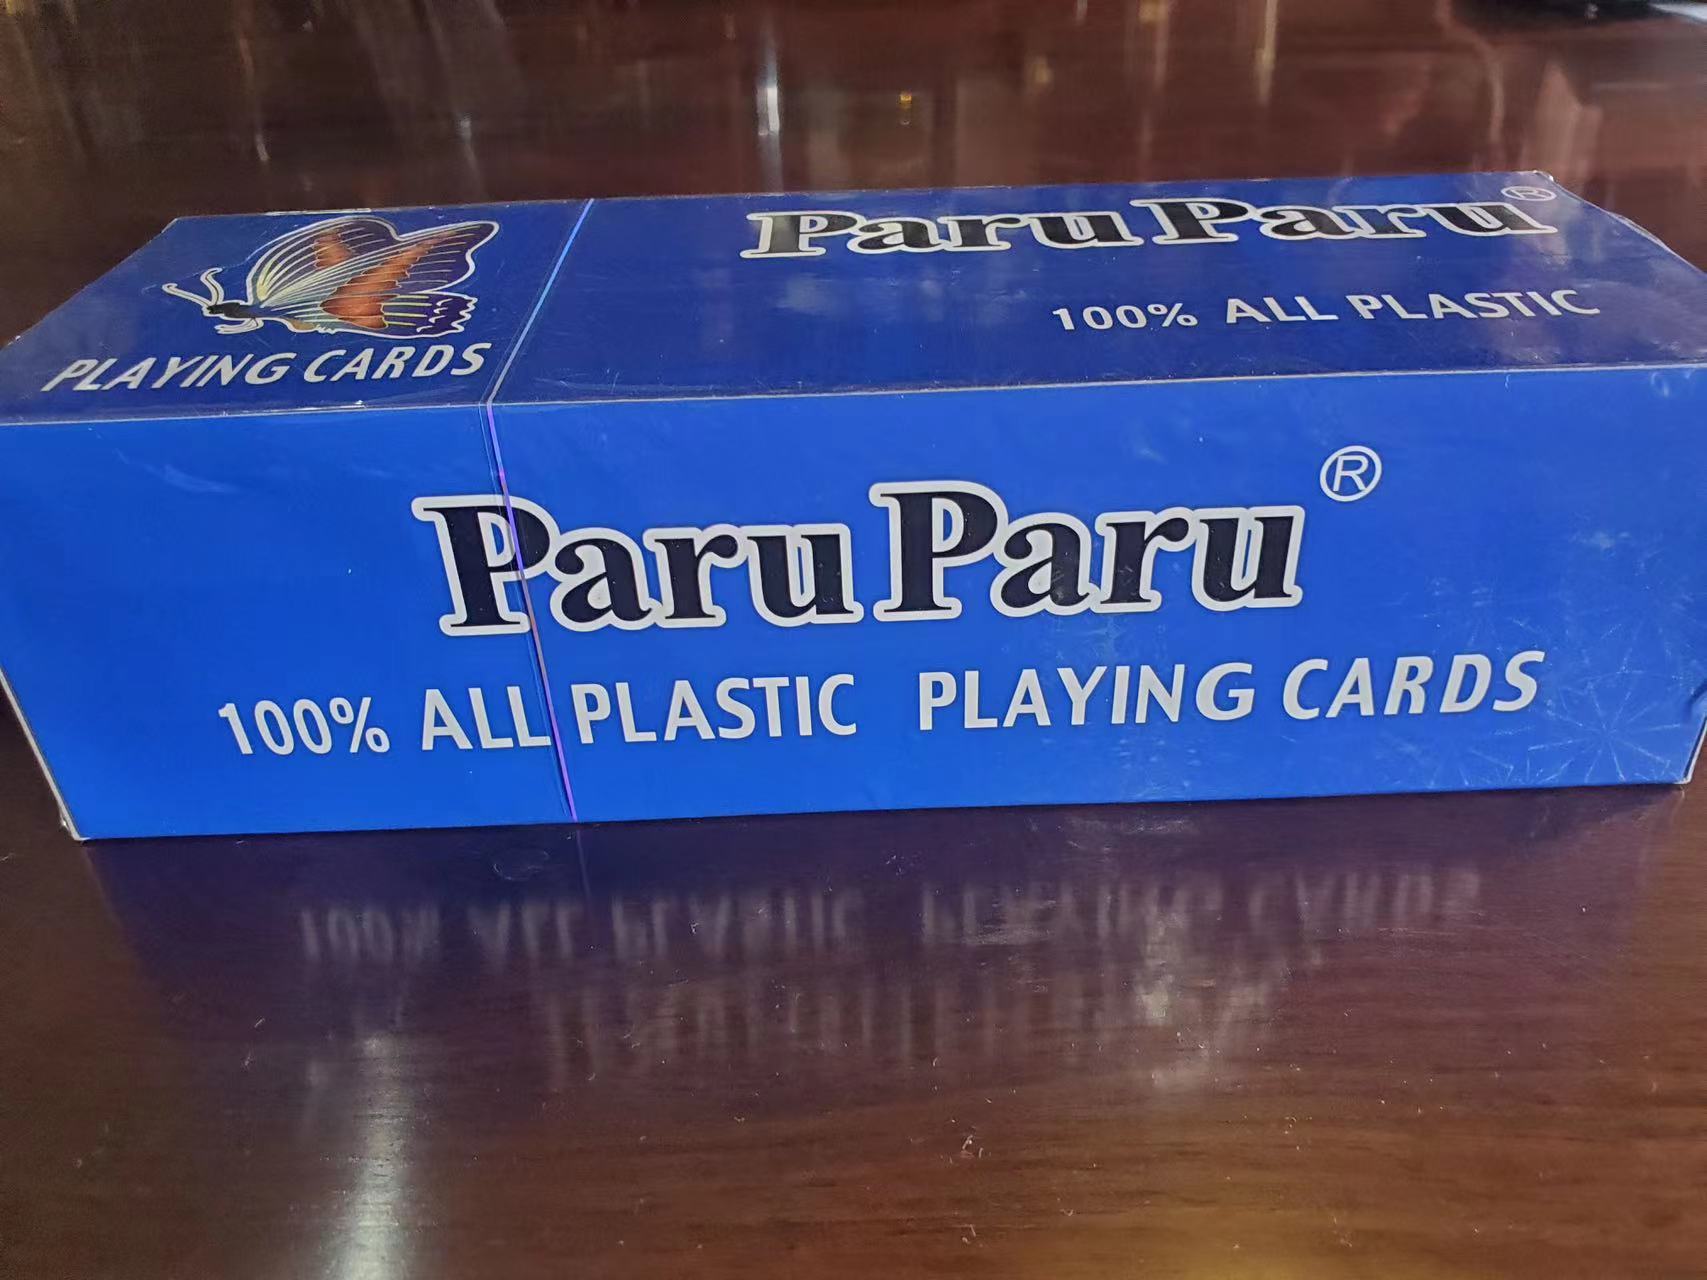 PLAYING CARDS
Paru Paru®
100% ALL PLASTIC
Paru Paru®
100% ALL PLASTIC PLAYING CARDS